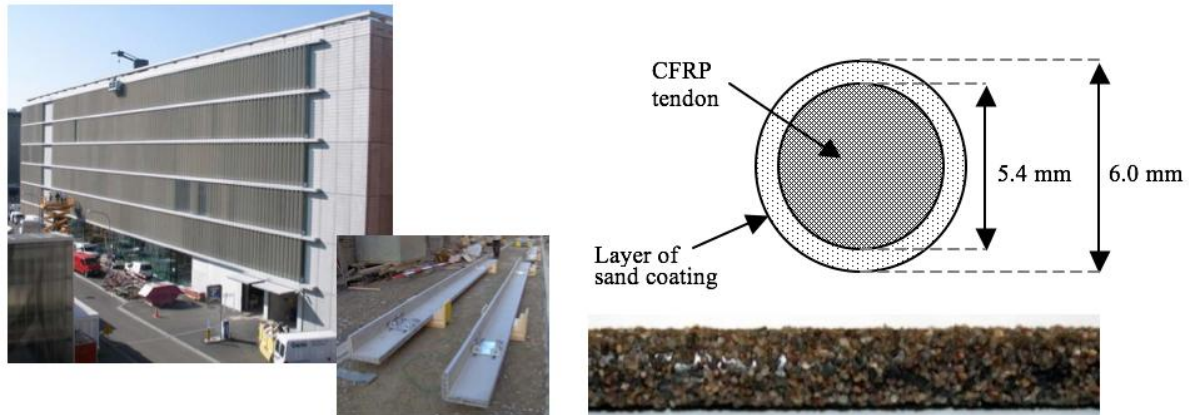 CFRP
tendon
5.4 mm
6.0 mm
Layer of
sand coating